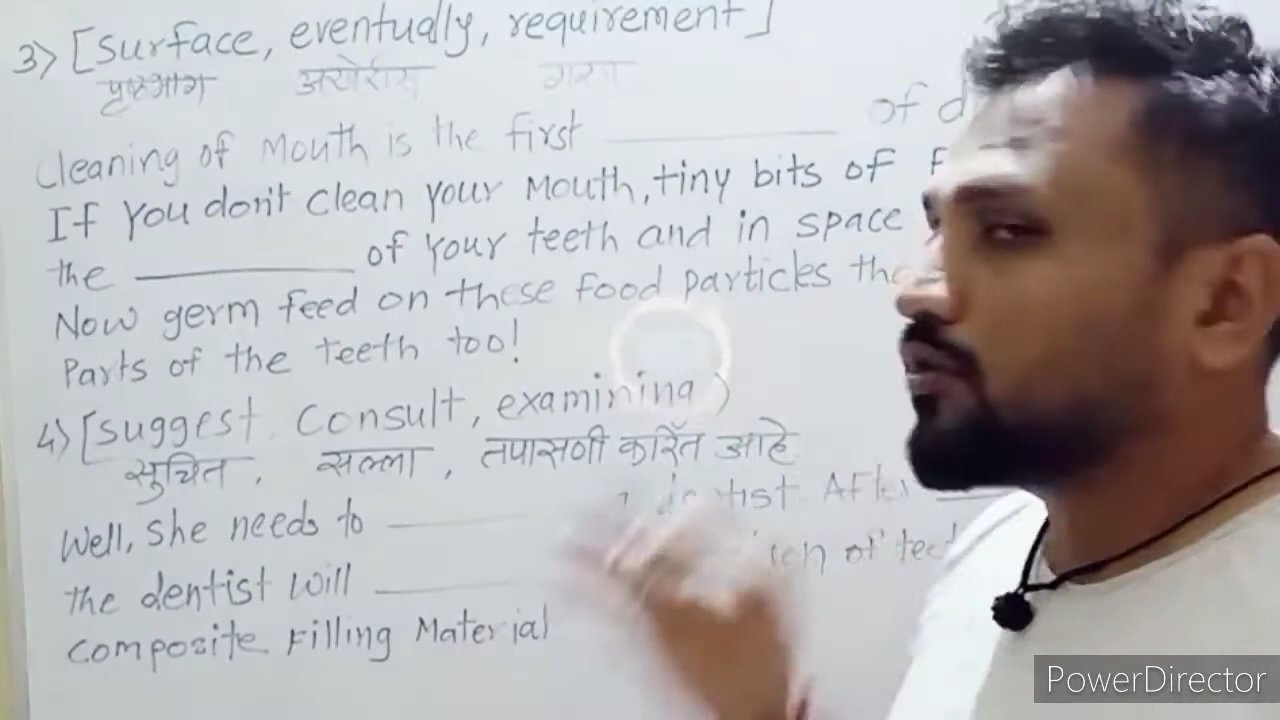 3> [surface, eventually, requirement]
पृष्ठभाग अखेरीस गरज
Cleaning of Mouth is the first ________ of
If You don't clean your Mouth, tiny bits of
the ________ of your teeth and in space
Now germ feed on these food particles
Parts of the teeth too!
4> [suggest, Consult, examining)
सूचित, सल्ला, तपासणी करित आहे
Well, she needs to ________ dentist After
the dentist will ________ of
Composite Filling Material
PowerDirector